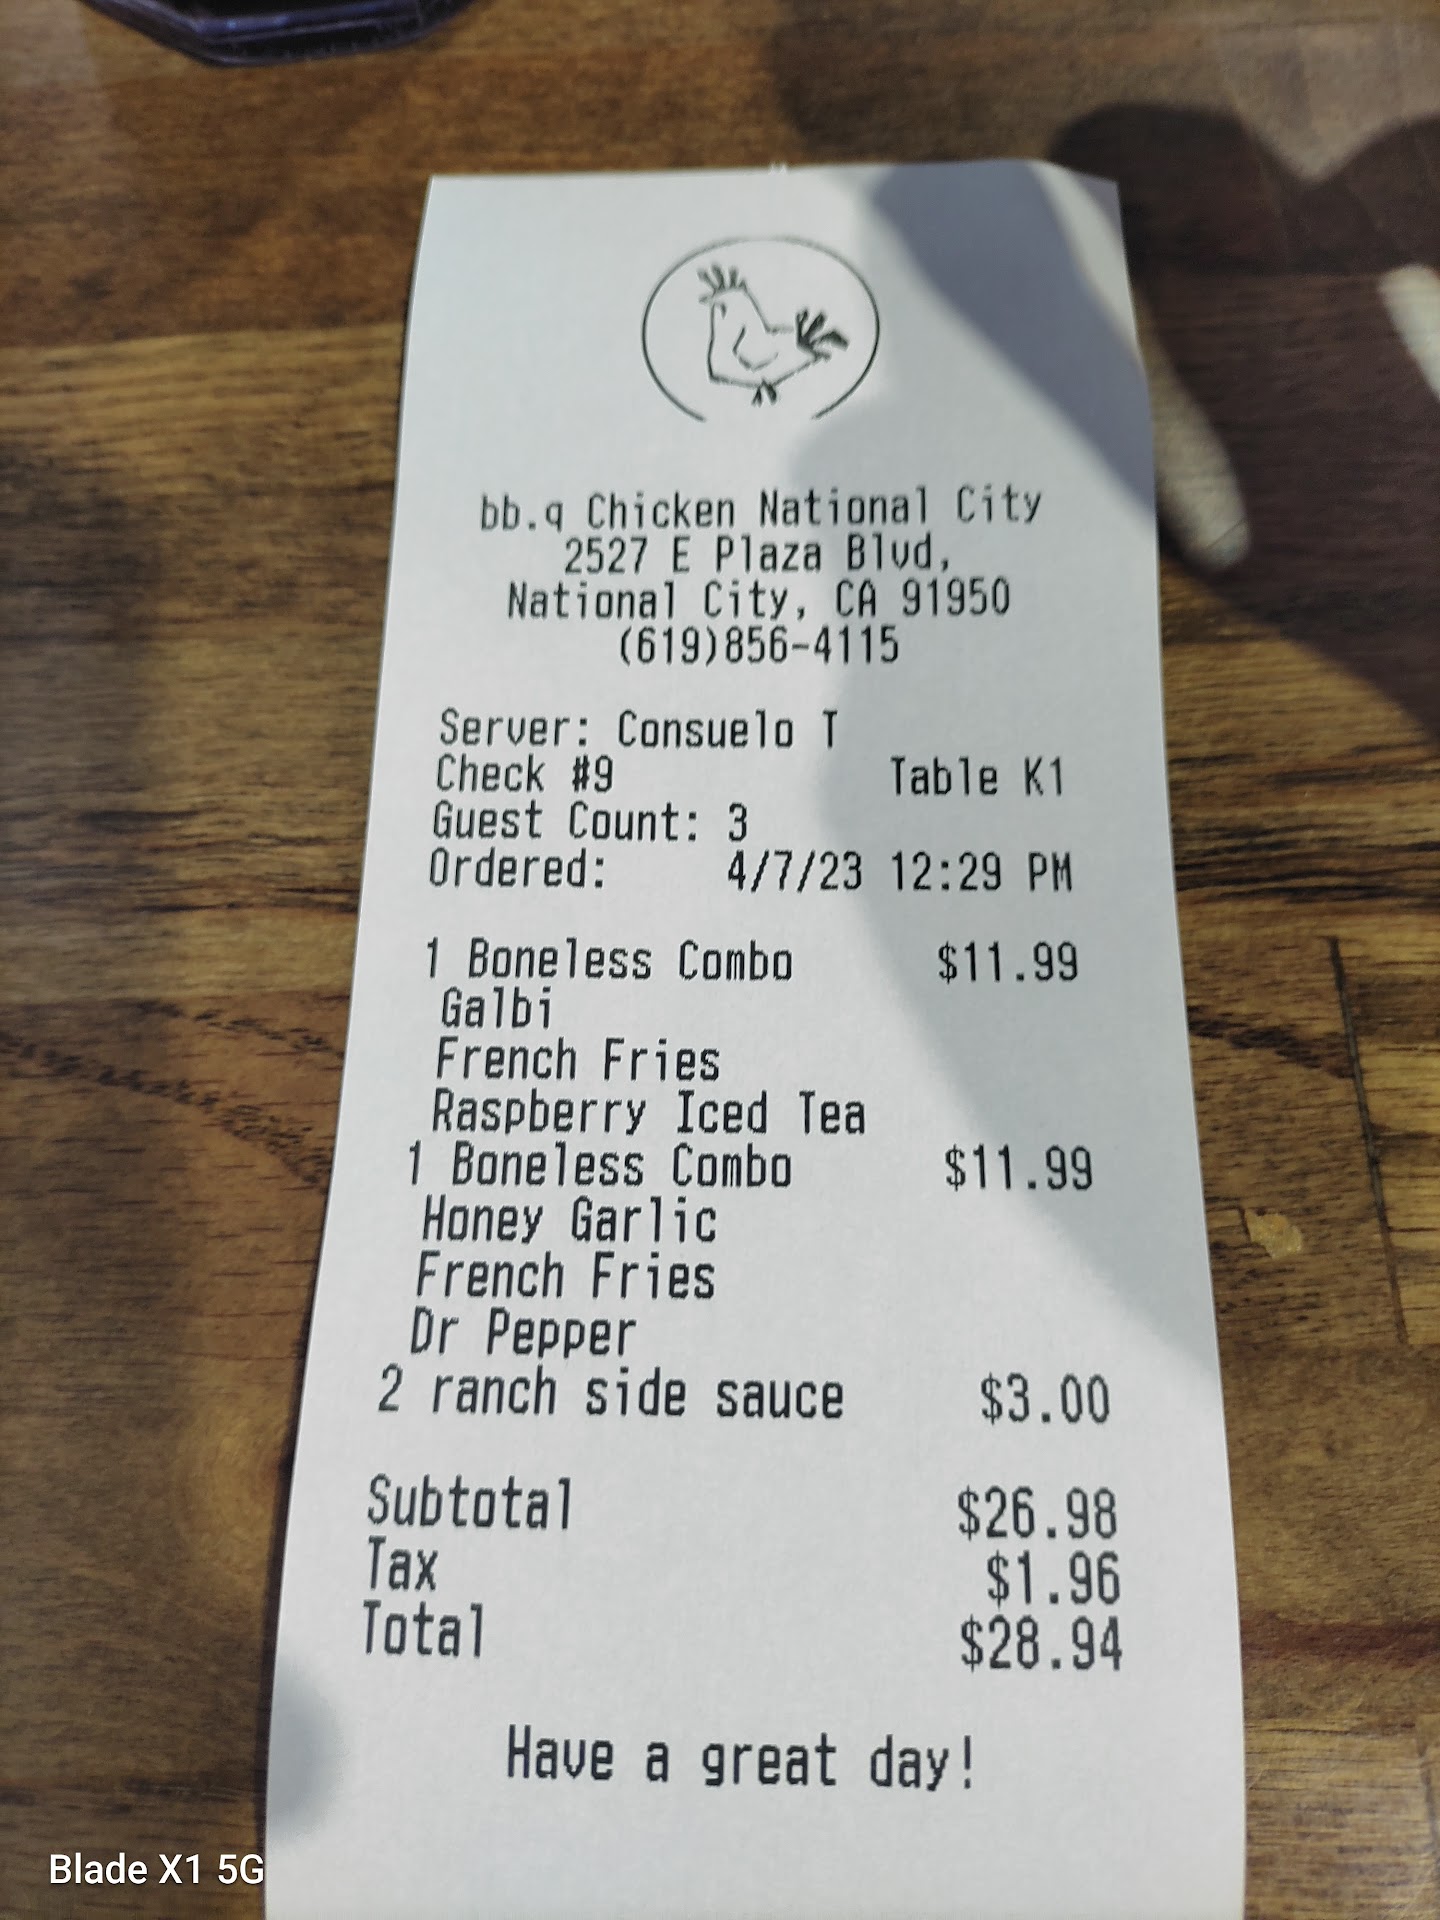 bb.q Chicken National City
2527 E Plaza Blvd,
National City, CA 91950
(619)856-4115
Server: Consuelo T
Check #9 Table K1
Guest Count: 3
Ordered: 4/7/23 12:29 PM
1 Boneless Combo $11.99
Galbi
French Fries
Raspberry Iced Tea
1 Boneless Combo $11.99
Honey Garlic
French Fries
Dr Pepper
2 ranch side sauce $3.00
Subtotal $26.98
Tax $1.96
Total $28.94
Have a great day!
Blade X1 5G